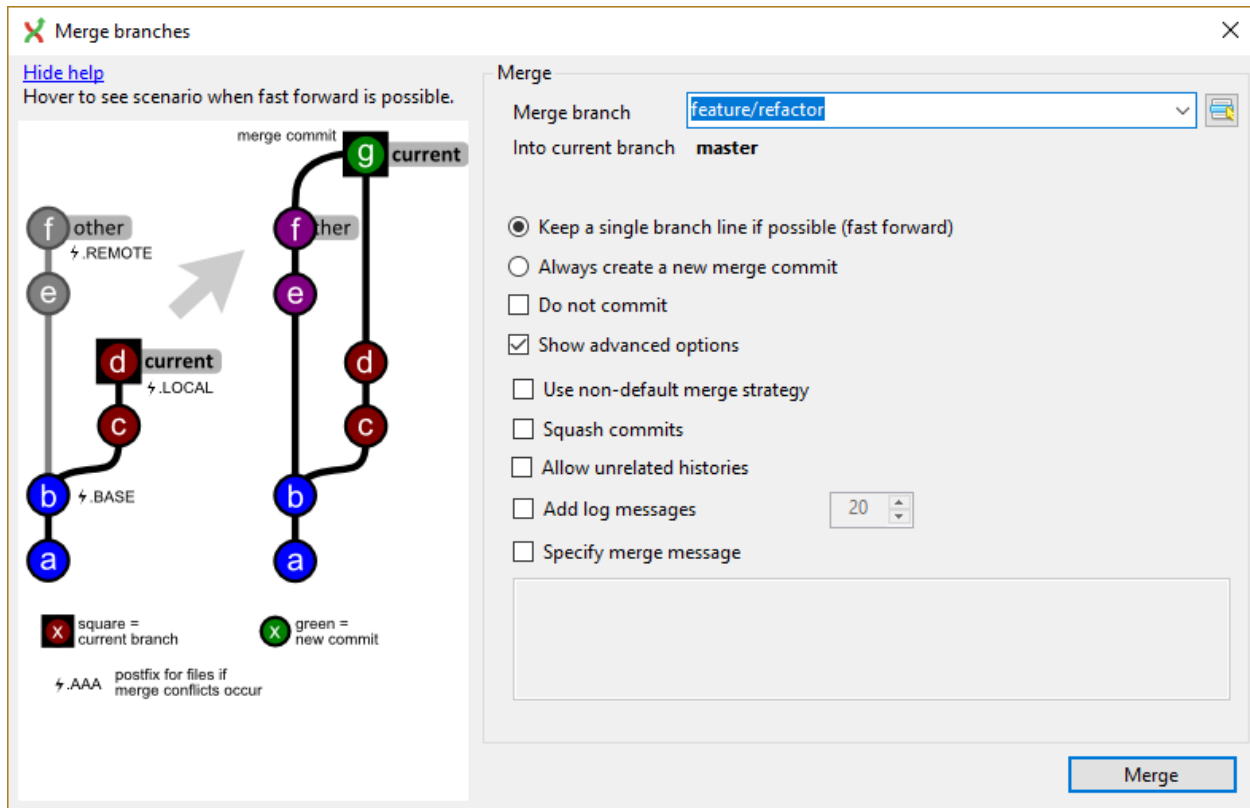 Merge branches
Hide help
Hover to see scenario when fast forward is possible.
merge commit
g current
f other
.REMOTE
f ther
e
e
d current
.LOCAL
d
c
c
b .BASE
b
a
a
x square =
current branch
x green =
new commit
.AAA postfix for files if
merge conflicts occur
Merge
Merge branch feature/refactor
Into current branch master
Keep a single branch line if possible (fast forward)
Always create a new merge commit
Do not commit
Show advanced options
Use non-default merge strategy
Squash commits
Allow unrelated histories
Add log messages 20
Specify merge message
Merge